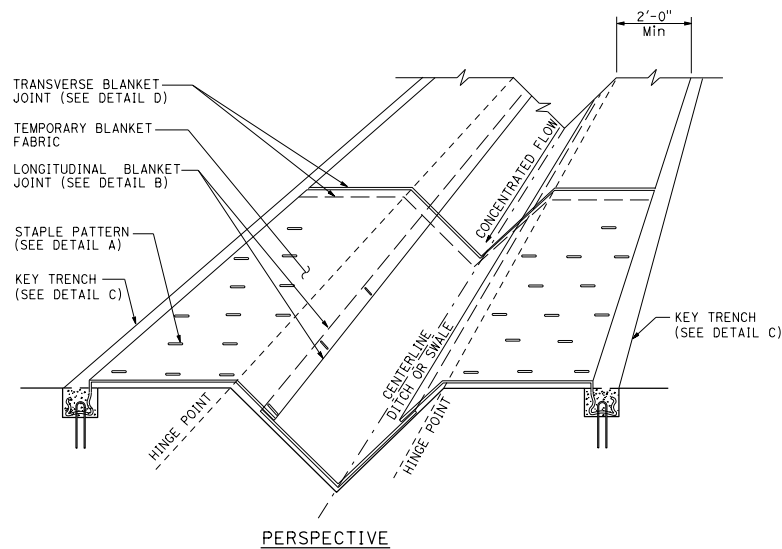 2'-0"
Min
TRANSVERSE BLANKET
JOINT (SEE DETAIL D)
TEMPORARY BLANKET
FABRIC
LONGITUDINAL BLANKET
JOINT (SEE DETAIL B)
STAPLE PATTERN
(SEE DETAIL A)
KEY TRENCH
(SEE DETAIL C)
CONCENTRATED FLOW
KEY TRENCH
(SEE DETAIL C)
CENTERLINE
DITCH OR SWALE
HINGE POINT
HINGE POINT
PERSPECTIVE